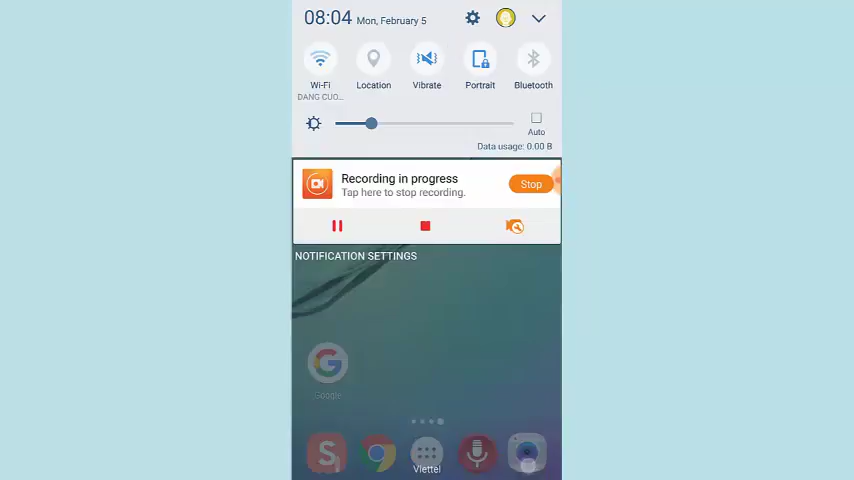 08:04 Mon, February 5
Wi-Fi Location Vibrate Portrait Bluetooth
DANG CUO...
Auto
Data usage: 0.00 B
Recording in progress
Tap here to stop recording.
Stop
NOTIFICATION SETTINGS
Google
S
Viettel